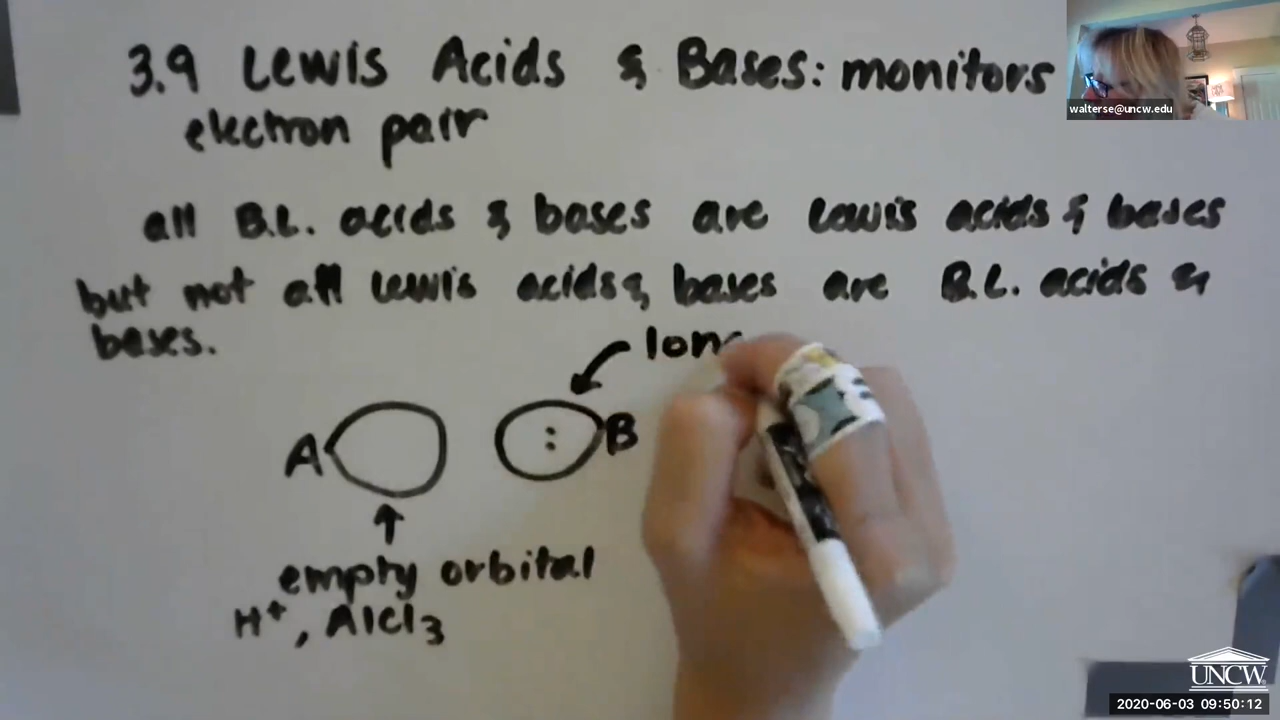 3.9 Lewis Acids & Bases: monitors
electron pair
all B.L. acids & bases are Lewis acids & bases
but not all Lewis acids & bases are B.L. acids &
bases.
A
: B
empty orbital
H⁺, AlCl₃
walterse@uncw.edu
UNCW
2020-06-03 09:50:12